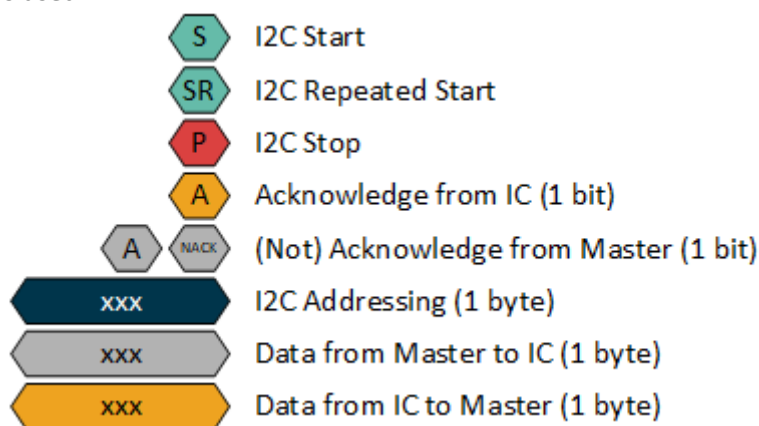 S I2C Start
SR I2C Repeated Start
P I2C Stop
A Acknowledge from IC (1 bit)
A NACK (Not) Acknowledge from Master (1 bit)
xxx I2C Addressing (1 byte)
xxx Data from Master to IC (1 byte)
xxx Data from IC to Master (1 byte)